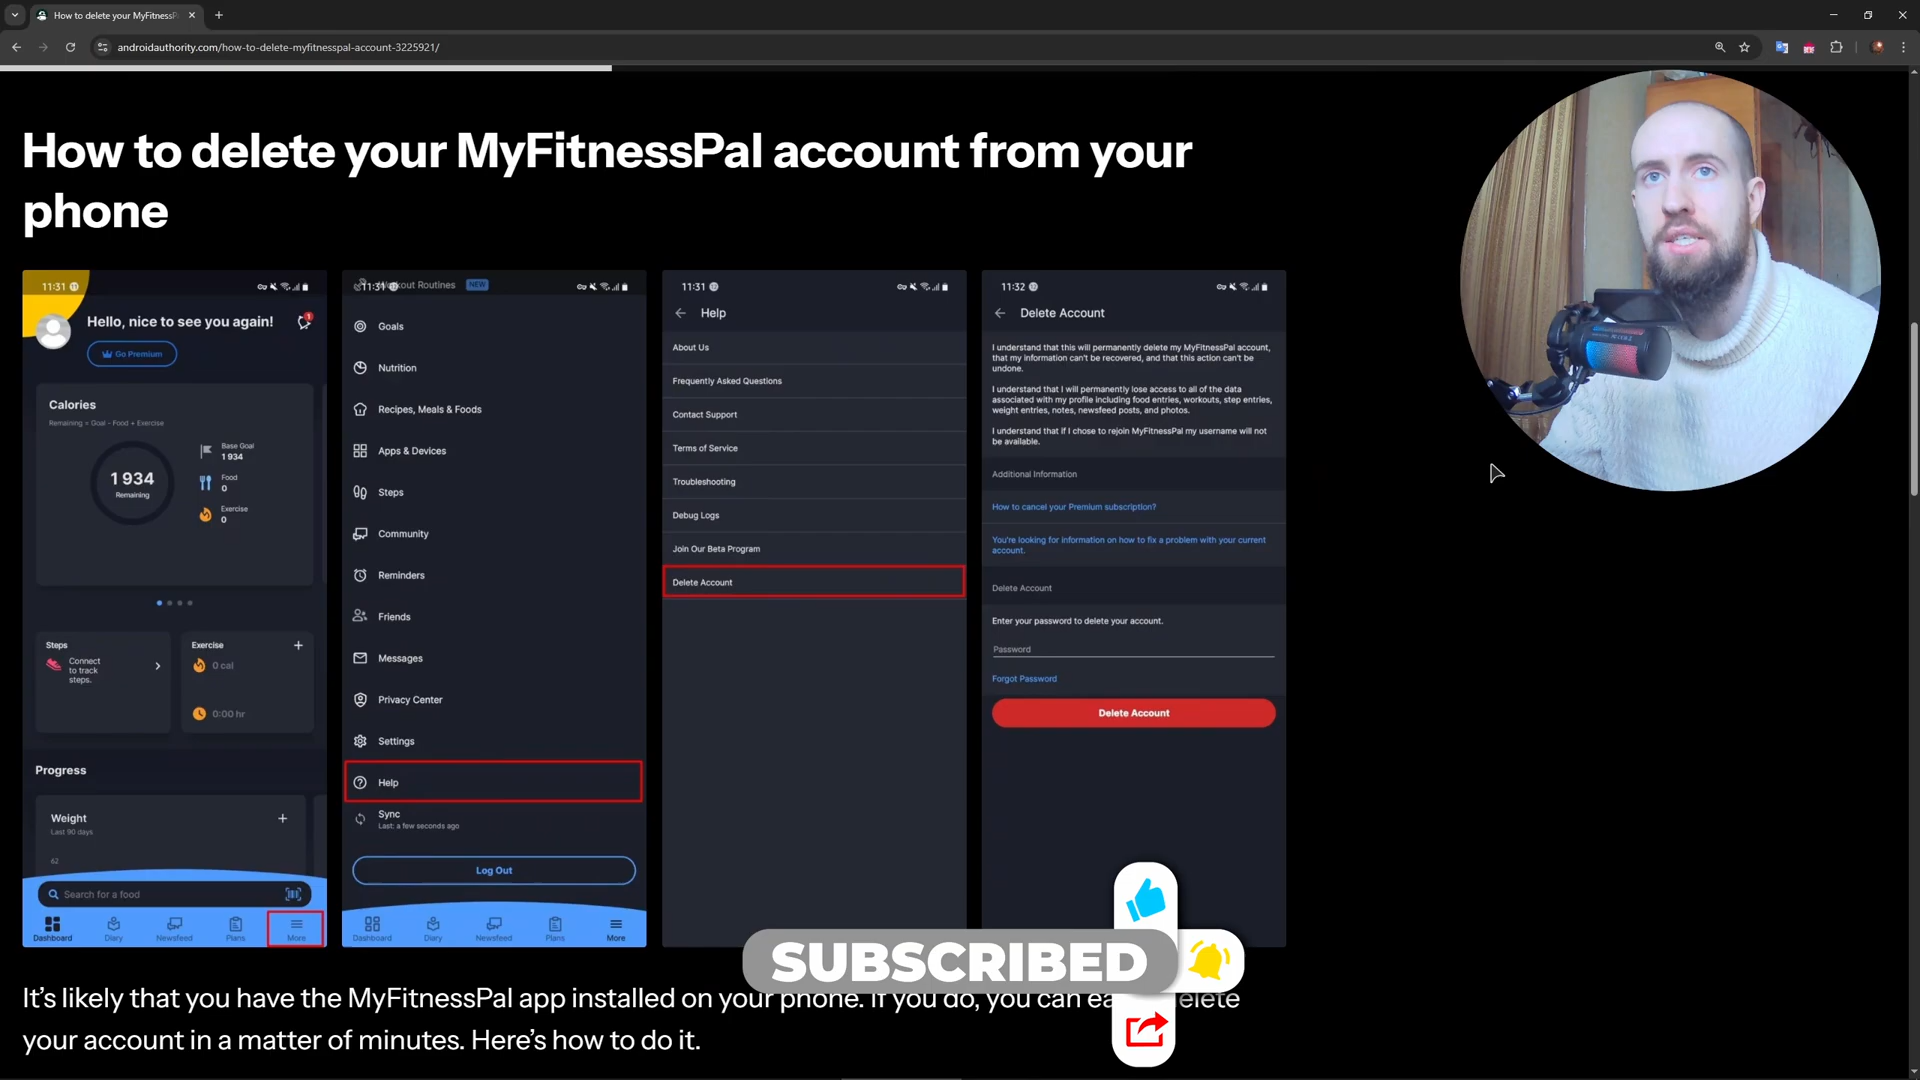 How to delete your MyFitnessP
androidauthority.com/how-to-delete-myfitnesspal-account-3225921/
How to delete your MyFitnessPal account from your
phone
11:31
Hello, nice to see you again!
1
Go Premium
Calories
Remaining = Goal - Food + Exercise
1 934
Remaining
Base Goal
1 934
Food
0
Exercise
0
Steps
Connect
to track
steps.
Exercise
0 cal
0:00 hr
Progress
Weight
Last 90 days
62
Search for a food
Dashboard
Diary
Newsfeed
Plans
More
11:31
Workout Routines
NEW
Goals
Nutrition
Recipes, Meals & Foods
Apps & Devices
Steps
Community
Reminders
Friends
Messages
Privacy Center
Settings
Help
Sync
Last: a few seconds ago
Log Out
Dashboard
Diary
Newsfeed
Plans
More
11:31
Help
About Us
Frequently Asked Questions
Contact Support
Terms of Service
Troubleshooting
Debug Logs
Join Our Beta Program
Delete Account
11:32
Delete Account
I understand that this will permanently delete my MyFitnessPal account,
that my information can't be recovered, and that this action can't be
undone.
I understand that I will permanently lose access to all of the data
associated with my profile including food entries, workouts, step entries,
weight entries, notes, newsfeed posts, and photos.
I understand that if I chose to rejoin MyFitnessPal my username will not
be available.
Additional Information
How to cancel your Premium subscription?
You're looking for information on how to fix a problem with your current
account.
Delete Account
Enter your password to delete your account.
Password
Forgot Password
Delete Account
SUBSCRIBED
It's likely that you have the MyFitnessPal app installed on your phone. If you do, you can ea elete
your account in a matter of minutes. Here's how to do it.